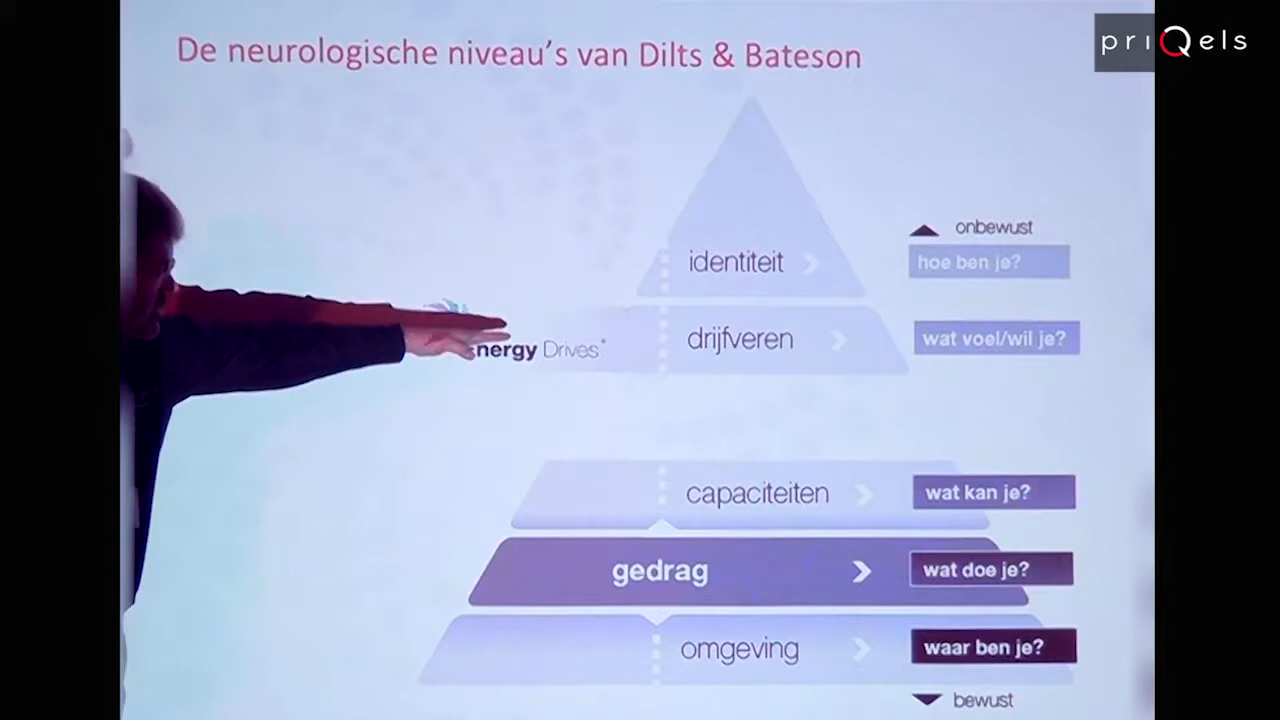 De neurologische niveau's van Dilts & Bateson
priQels
onbewust
identiteit
hoe ben je?
drijfveren
wat voel/wil je?
nergy Drives®
capaciteiten
wat kan je?
gedrag
wat doe je?
omgeving
waar ben je?
bewust